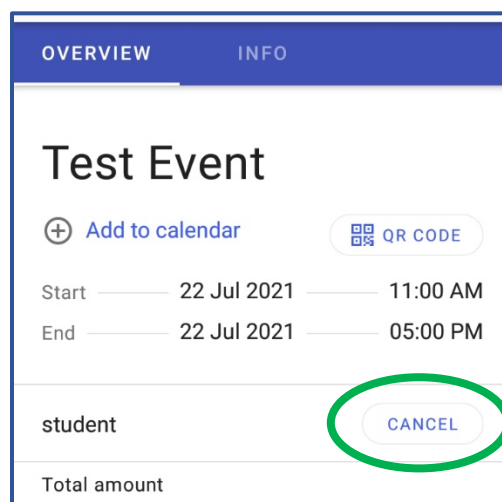 OVERVIEW INFO
Test Event
Add to calendar QR CODE
Start 22 Jul 2021 11:00 AM
End 22 Jul 2021 05:00 PM
student CANCEL
Total amount